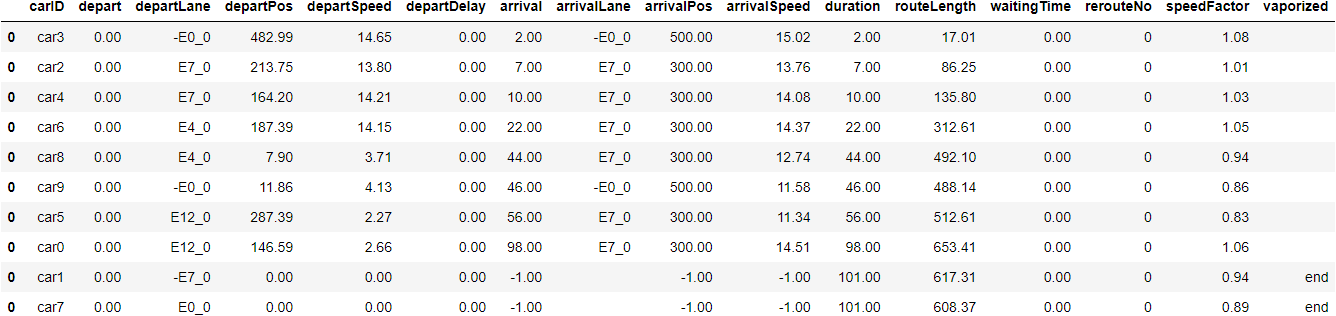 carID depart departLane departPos departSpeed departDelay arrival arrivalLane arrivalPos arrivalSpeed duration routeLength waitingTime rerouteNo speedFactor vaporized
0 car3 0.00 -E0_0 482.99 14.65 0.00 2.00 -E0_0 500.00 15.02 2.00 17.01 0.00 0 1.08
0 car2 0.00 E7_0 213.75 13.80 0.00 7.00 E7_0 300.00 13.76 7.00 86.25 0.00 0 1.01
0 car4 0.00 E7_0 164.20 14.21 0.00 10.00 E7_0 300.00 14.08 10.00 135.80 0.00 0 1.03
0 car6 0.00 E4_0 187.39 14.15 0.00 22.00 E7_0 300.00 14.37 22.00 312.61 0.00 0 1.05
0 car8 0.00 E4_0 7.90 3.71 0.00 44.00 E7_0 300.00 12.74 44.00 492.10 0.00 0 0.94
0 car9 0.00 -E0_0 11.86 4.13 0.00 46.00 -E0_0 500.00 11.58 46.00 488.14 0.00 0 0.86
0 car5 0.00 E12_0 287.39 2.27 0.00 56.00 E7_0 300.00 11.34 56.00 512.61 0.00 0 0.83
0 car0 0.00 E12_0 146.59 2.66 0.00 98.00 E7_0 300.00 14.51 98.00 653.41 0.00 0 1.06
0 car1 0.00 -E7_0 0.00 0.00 0.00 -1.00 -1.00 -1.00 101.00 617.31 0.00 0 0.94 end
0 car7 0.00 E0_0 0.00 0.00 0.00 -1.00 -1.00 -1.00 101.00 608.37 0.00 0 0.89 end